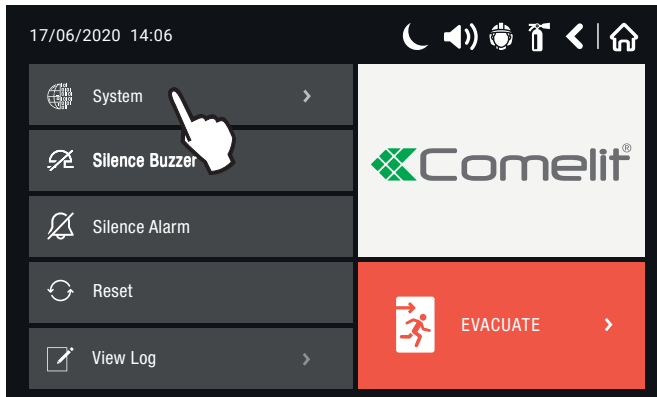 17/06/2020 14:06
System
Silence Buzzer
Silence Alarm
Reset
View Log
Comelit®
EVACUATE